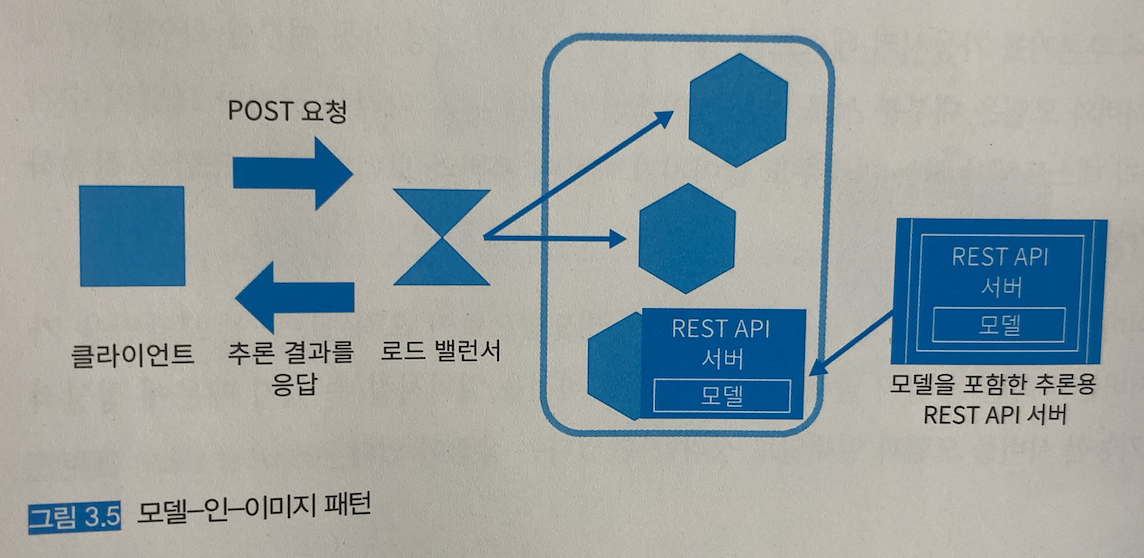 POST 요청
클라이언트
추론 결과를
응답
로드 밸런서
REST API
서버
모델
REST API
서버
모델
모델을 포함한 추론용
REST API 서버
그림 3.5 모델-인-이미지 패턴